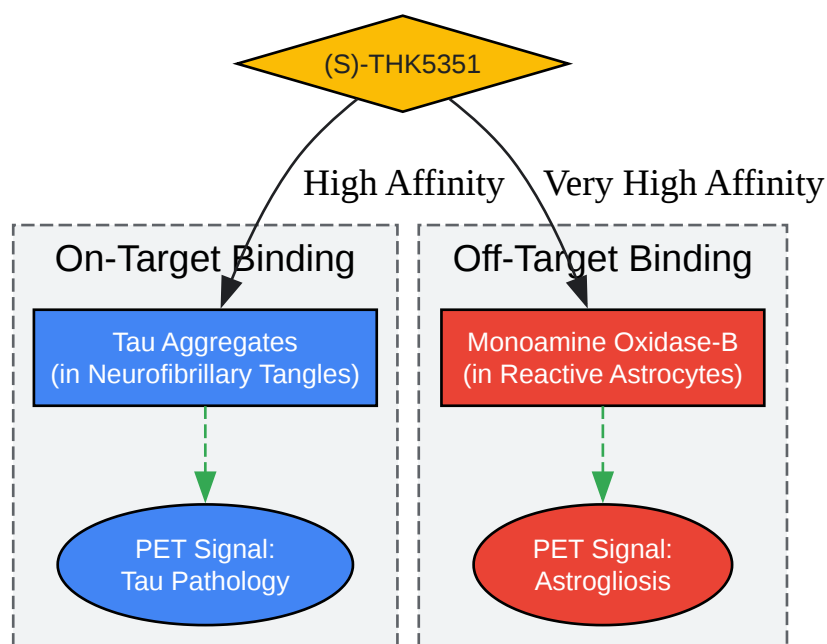 (S)-THK5351
High Affinity
Very High Affinity
On-Target Binding
Off-Target Binding
Tau Aggregates
(in Neurofibrillary Tangles)
Monoamine Oxidase-B
(in Reactive Astrocytes)
PET Signal:
Tau Pathology
PET Signal:
Astrogliosis